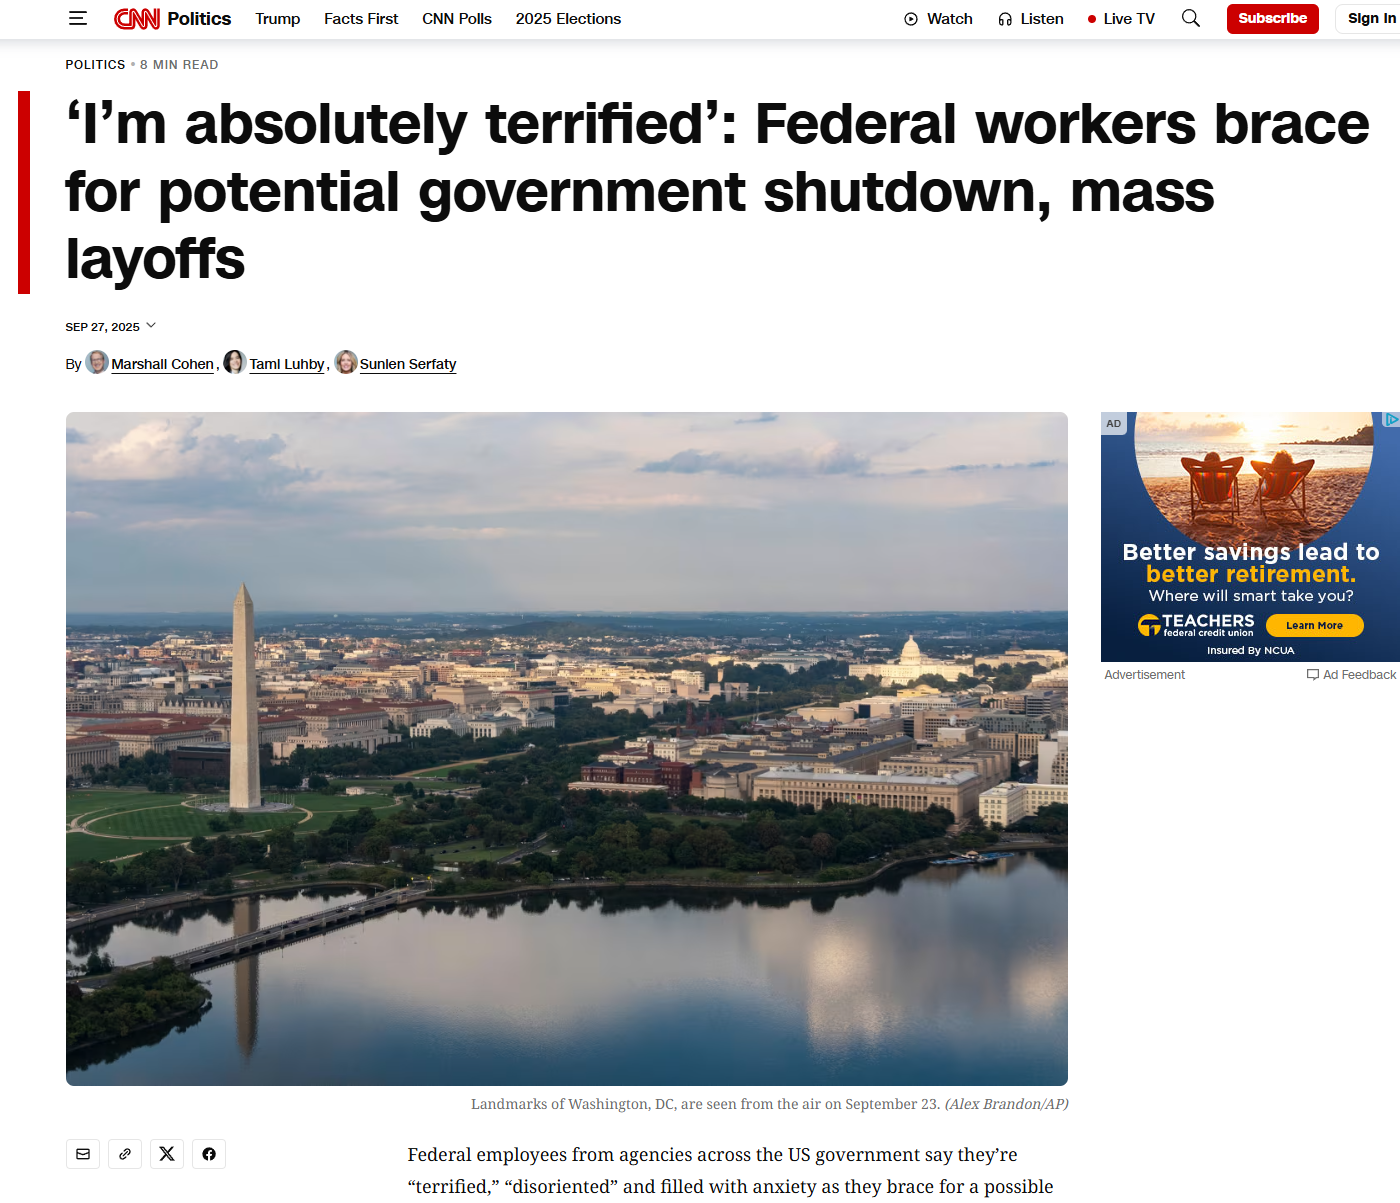 CNN Politics Trump Facts First CNN Polls 2025 Elections Watch Listen Live TV Subscribe Sign in
POLITICS • 8 MIN READ
‘I’m absolutely terrified’: Federal workers brace
for potential government shutdown, mass
layoffs
SEP 27, 2025
By Marshall Cohen, Tami Luhby, Sunlen Serfaty
AD
Better savings lead to
better retirement.
Where will smart take you?
TEACHERS
federal credit union
Learn More
Insured By NCUA
Advertisement Ad Feedback
Landmarks of Washington, DC, are seen from the air on September 23. (Alex Brandon/AP)
Federal employees from agencies across the US government say they’re
“terrified,” “disoriented” and filled with anxiety as they brace for a possible